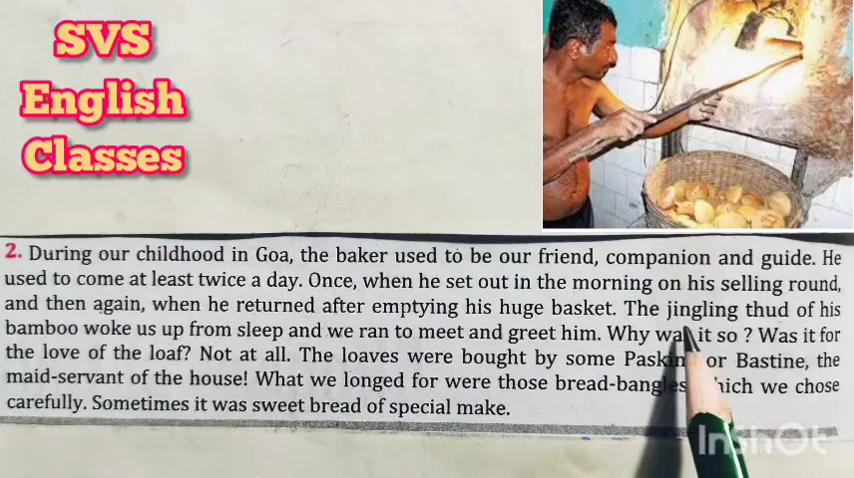 SVS
English
Classes
2. During our childhood in Goa, the baker used to be our friend, companion and guide. He
used to come at least twice a day. Once, when he set out in the morning on his selling round,
and then again, when he returned after emptying his huge basket. The jingling thud of his
bamboo woke us up from sleep and we ran to meet and greet him. Why was it so ? Was it for
the love of the loaf? Not at all. The loaves were bought by some Paskine or Bastine, the
maid-servant of the house! What we longed for were those bread-bangles which we chose
carefully. Sometimes it was sweet bread of special make.
InShOt